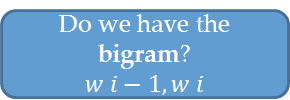 Do we have the
bigram?
w i − 1, w i